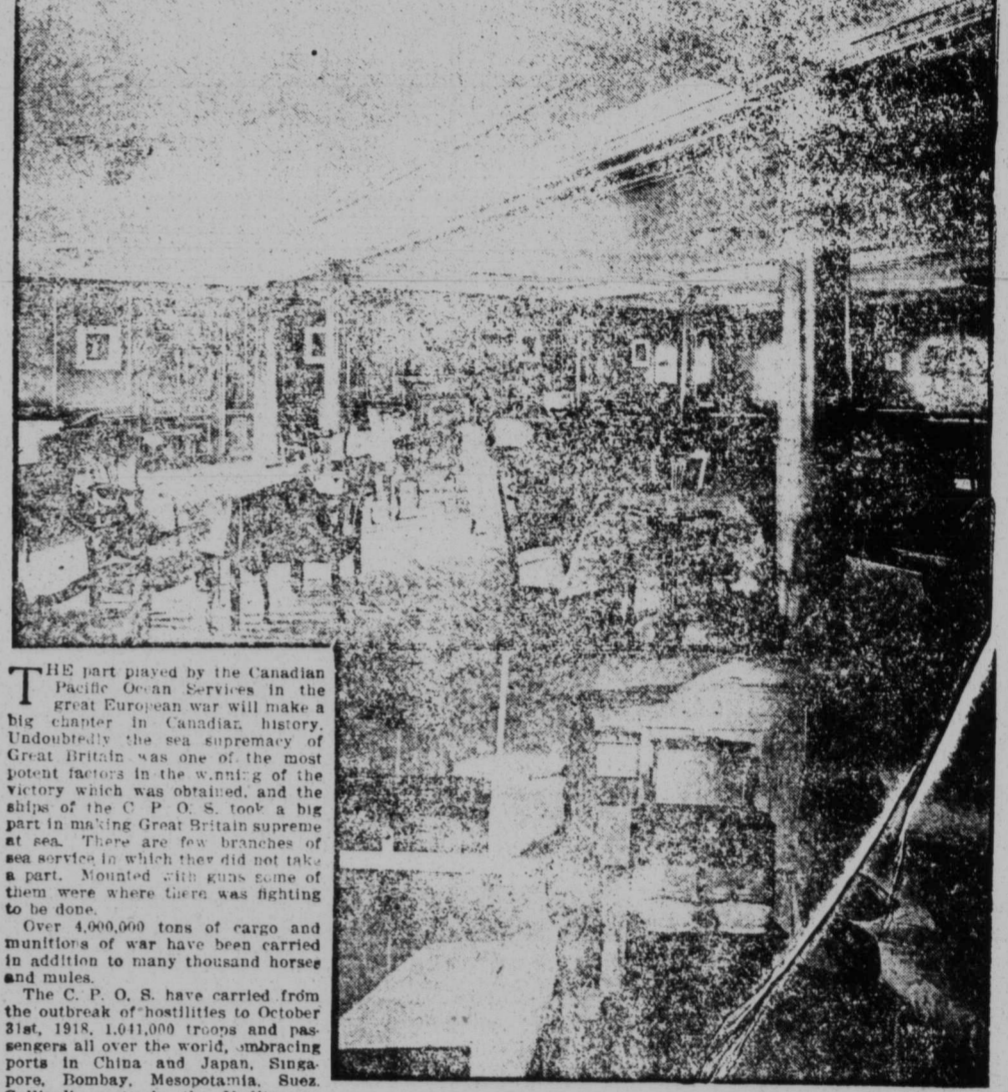 THE part played by the Canadian
Pacific Ocean Services in the
great European war will make a
big chapter in Canadian history.
Undoubtedly the sea supremacy of
Great Britain was one of the most
potent factors in the winning of the
victory which was obtained, and the
ships of the C. P. O. S. took a big
part in making Great Britain supreme
at sea. There are few branches of
sea service in which they did not take
a part. Mounted with guns some of
them were where there was fighting
to be done.
Over 4,000,000 tons of cargo and
munitions of war have been carried
in addition to many thousand horses
and mules.
The C. P. O. S. have carried from
the outbreak of hostilities to October
31st, 1918, 1,041,000 troops and pas-
sengers all over the world, embracing
ports in China and Japan, Singa-
pore, Bombay, Mesopotamia, Suez,